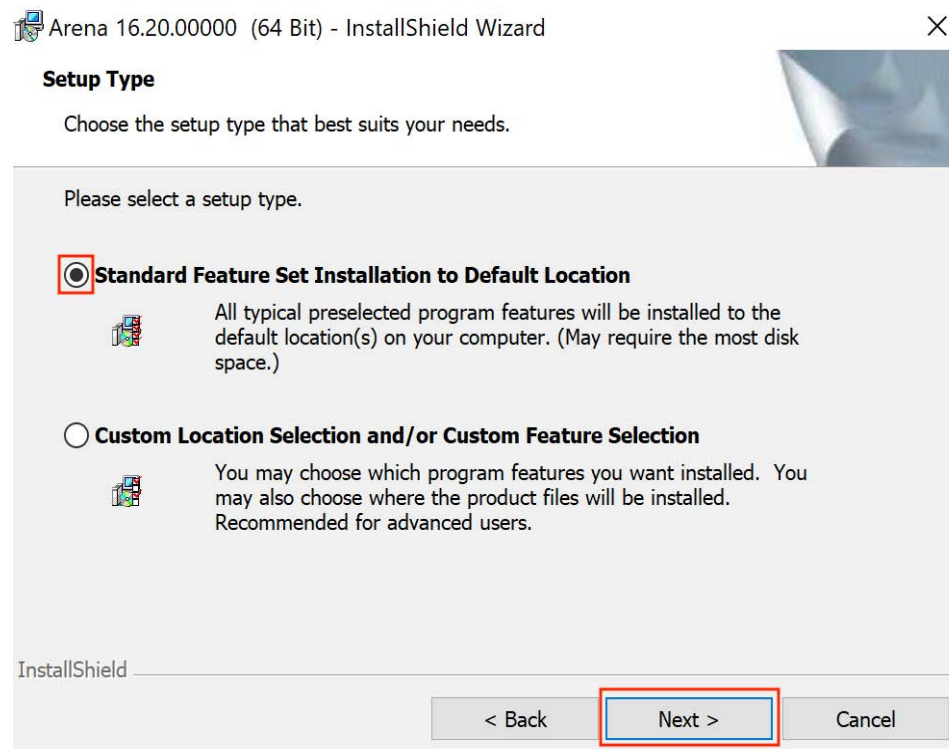 Arena 16.20.00000 (64 Bit) - InstallShield Wizard
Setup Type
Choose the setup type that best suits your needs.
Please select a setup type.
Standard Feature Set Installation to Default Location
All typical preselected program features will be installed to the
default location(s) on your computer. (May require the most disk
space.)
Custom Location Selection and/or Custom Feature Selection
You may choose which program features you want installed. You
may also choose where the product files will be installed.
Recommended for advanced users.
InstallShield
< Back
Next >
Cancel